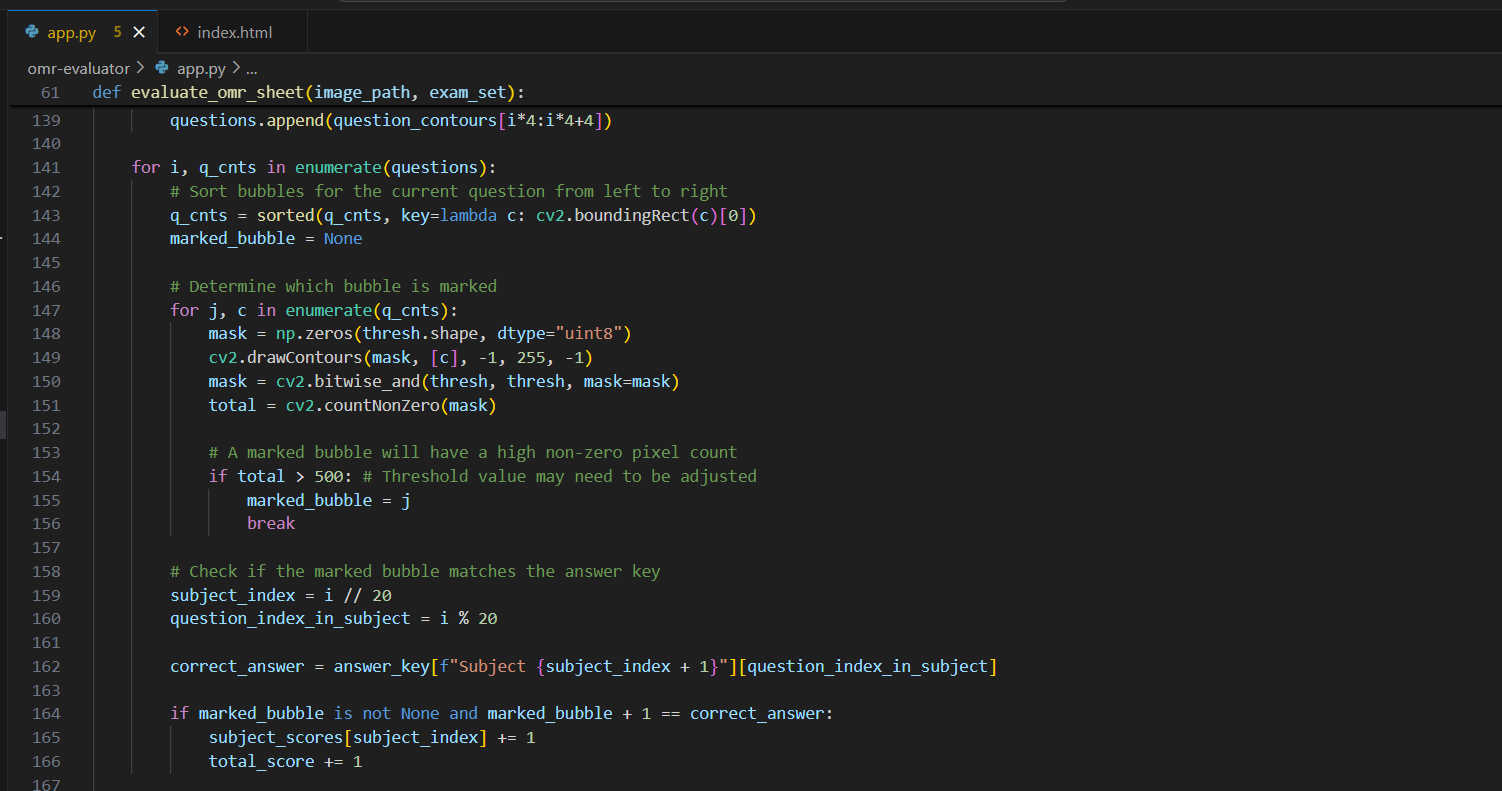 app.py 5 index.html
omr-evaluator > app.py > ...
61 def evaluate_omr_sheet(image_path, exam_set):
139 questions.append(question_contours[i*4:i*4+4])
140
141 for i, q_cnts in enumerate(questions):
142 # Sort bubbles for the current question from left to right
143 q_cnts = sorted(q_cnts, key=lambda c: cv2.boundingRect(c)[0])
144 marked_bubble = None
145
146 # Determine which bubble is marked
147 for j, c in enumerate(q_cnts):
148 mask = np.zeros(thresh.shape, dtype="uint8")
149 cv2.drawContours(mask, [c], -1, 255, -1)
150 mask = cv2.bitwise_and(thresh, thresh, mask=mask)
151 total = cv2.countNonZero(mask)
152
153 # A marked bubble will have a high non-zero pixel count
154 if total > 500: # Threshold value may need to be adjusted
155 marked_bubble = j
156 break
157
158 # Check if the marked bubble matches the answer key
159 subject_index = i // 20
160 question_index_in_subject = i % 20
161
162 correct_answer = answer_key[f"Subject {subject_index + 1}"][question_index_in_subject]
163
164 if marked_bubble is not None and marked_bubble + 1 == correct_answer:
165 subject_scores[subject_index] += 1
166 total_score += 1
167